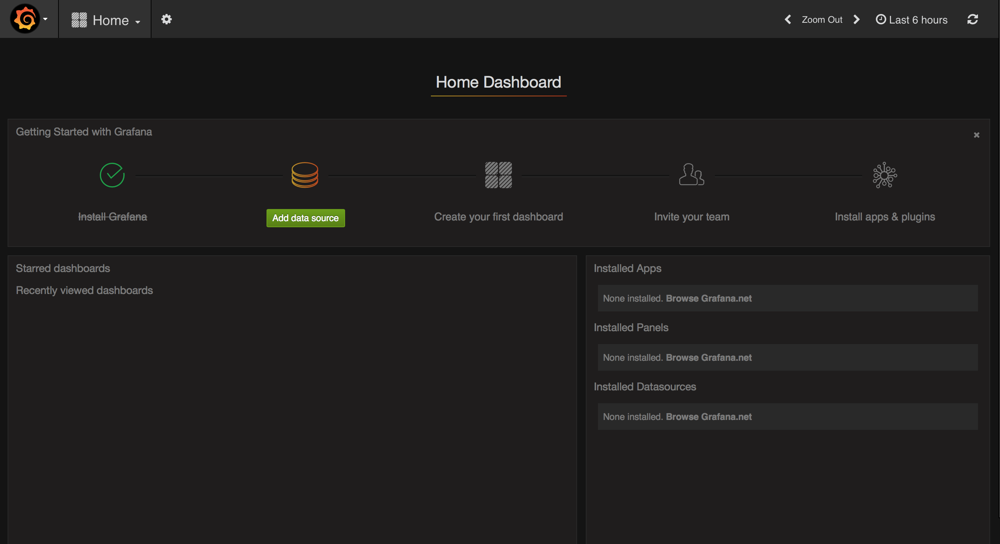 Home
Zoom Out
Last 6 hours
Home Dashboard
Getting Started with Grafana
Install Grafana
Add data source
Create your first dashboard
Invite your team
Install apps & plugins
Starred dashboards
Recently viewed dashboards
Installed Apps
None installed. Browse Grafana.net
Installed Panels
None installed. Browse Grafana.net
Installed Datasources
None installed. Browse Grafana.net